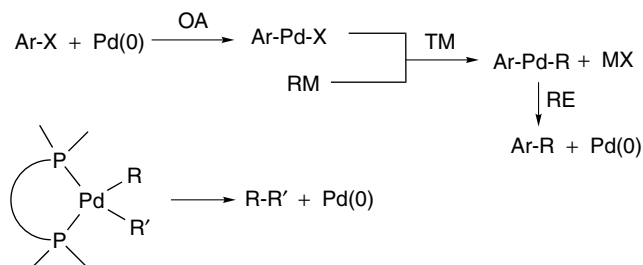 OA
Ar-X + Pd(0)
Ar-Pd-X
TM
RM
Ar-Pd-R + MX
RE
Ar-R + Pd(0)
P
R
Pd
R′
P
R-R′ + Pd(0)